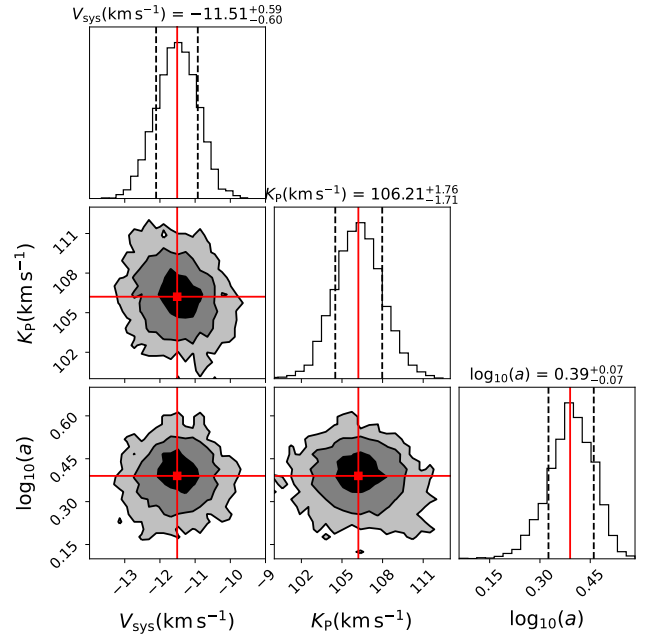 V_sys(km s⁻¹) = −11.51 +0.59 −0.60
K_P(km s⁻¹) = 106.21 +1.76 −1.71
K_P(km s⁻¹)
111
108
105
102
log₁₀(a) = 0.39 +0.07 −0.07
log₁₀(a)
0.60
0.45
0.30
0.15
−13 −12 −11 −10 −9
102 105 108 111
0.15 0.30 0.45
V_sys(km s⁻¹) K_P(km s⁻¹) log₁₀(a)